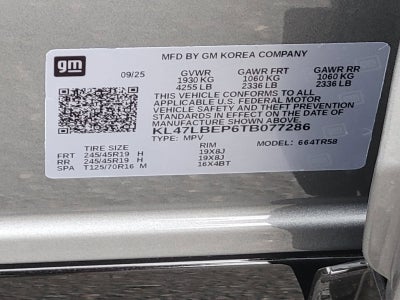 gm
MFD BY GM KOREA COMPANY
09/25 GVWR GAWR FRT GAWR RR
1930 KG 1060 KG 1060 KG
4255 LB 2336 LB 2336 LB
THIS VEHICLE CONFORMS TO ALL
APPLICABLE U.S. FEDERAL MOTOR
VEHICLE SAFETY AND THEFT PREVENTION
STANDARDS IN EFFECT ON THE DATE OF
MANUFACTURE SHOWN ABOVE.
KL47LBEP6TB077286
TYPE: MPV MODEL: 664TR58
TIRE SIZE RIM
FRT 245/45R19 H 19X8J
RR 245/45R19 H 19X8J
SPA T125/70R16 M 16X4BT